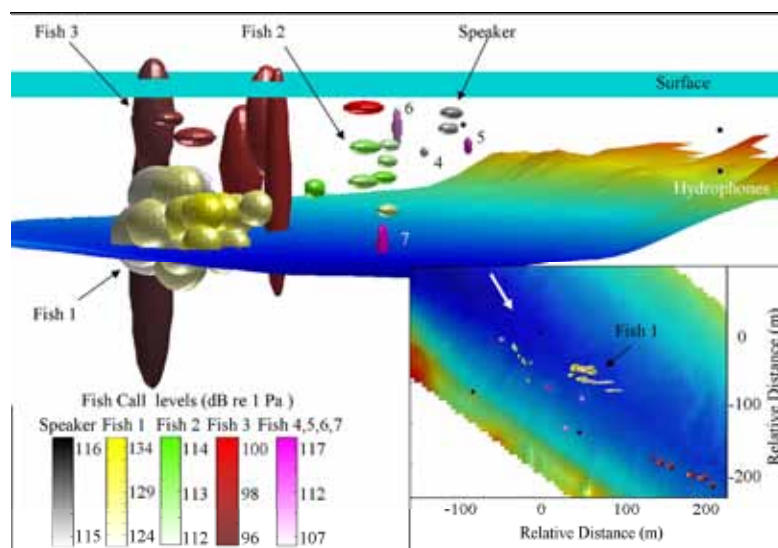 Fish 3
Fish 2
Speaker
Surface
6
5
4
Hydrophones
7
Fish 1
Fish 1
0
-100
-200
Relative Distance (m)
-100 0 100 200
Relative Distance (m)
Fish Call levels (dB re 1 Pa )
Speaker Fish 1 Fish 2 Fish 3 Fish 4,5,6,7
116 134 114 100 117
129 113 98 112
115 124 112 96 107